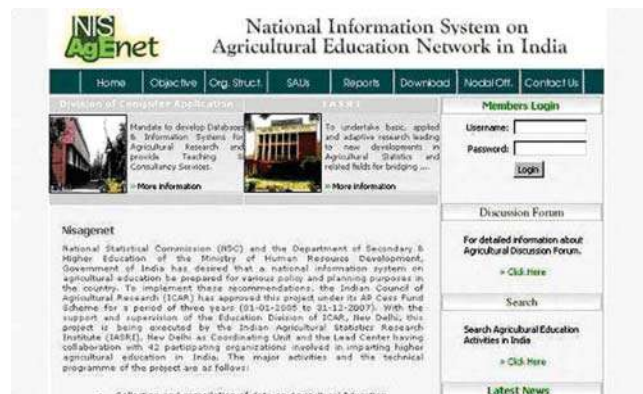 NIS
AgEnet
National Information System on
Agricultural Education Network in India
Home Objective Org. Struct. SAUs Reports Download Nodal Off. Contact Us
Division of Computer Application
Mandate to develop Databases
& Information Systems for
Agricultural Research and
provide Teaching &
Consultancy Services.
» More information
I A S R I
To undertake basic, applied
and adaptive research leading
to new developments in
Agricultural Statistics and
related fields for bridging ...
» More information
Members Login
Username:
Password:
Login
Discussion Forum
For detailed information about
Agricultural Discussion Forum.
» Click Here
Search
Search Agricultural Education
Activities in India
» Click Here
Latest News
Nisagenet
National Statistical Commission (NSC) and the Department of Secondary &
Higher Education of the Ministry of Human Resource Development,
Government of India has desired that a national information system on
agricultural education be prepared for various policy and planning purposes in
the country. To implement these recommendations, the Indian Council of
Agricultural Research (ICAR) has approved this project under its AP Cess Fund
Scheme for a period of three years (01-01-2005 to 31-12-2007). With the
support and supervision of the Education Division of ICAR, New Delhi, this
project is being executed by the Indian Agricultural Statistics Research
Institute (IASRI), New Delhi as Coordinating Unit and the Lead Center having
collaboration with 42 participating organizations involved in imparting higher
agricultural education in India. The major activities and the technical
programme of the project are as follows: